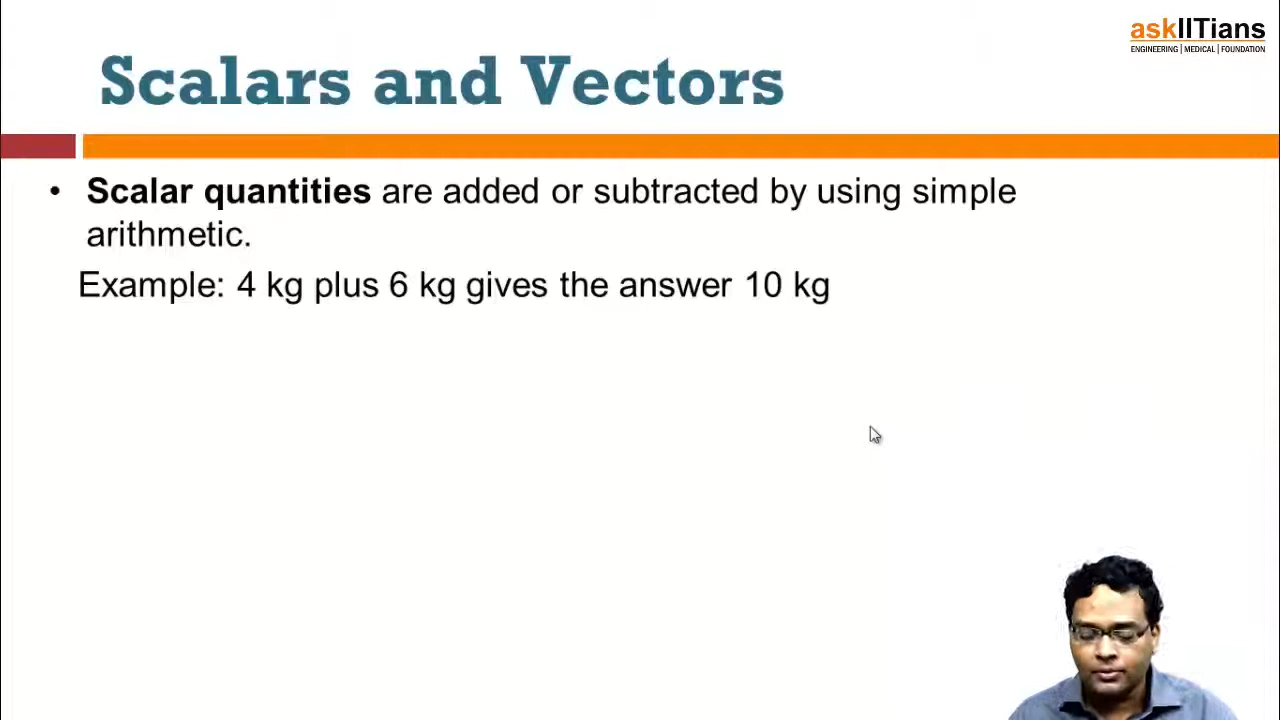 askIITians
ENGINEERING | MEDICAL | FOUNDATION
Scalars and Vectors
• Scalar quantities are added or subtracted by using simple
arithmetic.
Example: 4 kg plus 6 kg gives the answer 10 kg